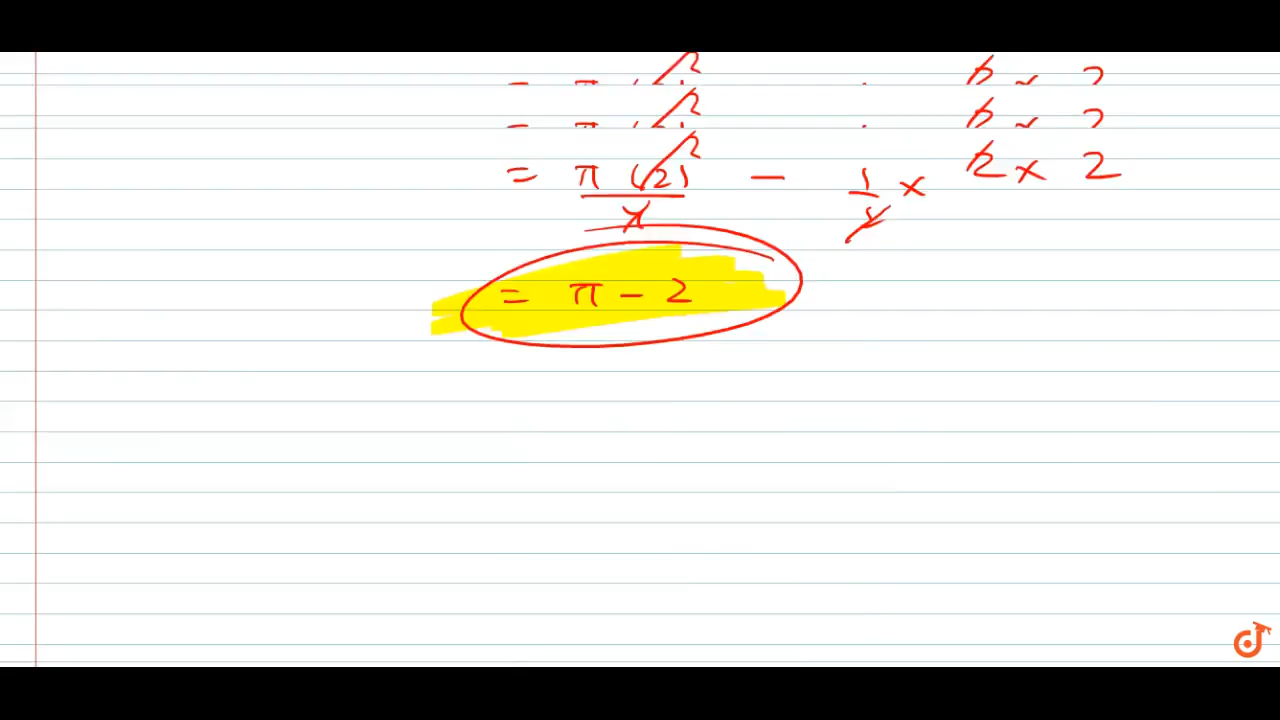 = π (2)² / 4 − 1/2 × 2 × 2
= π − 2